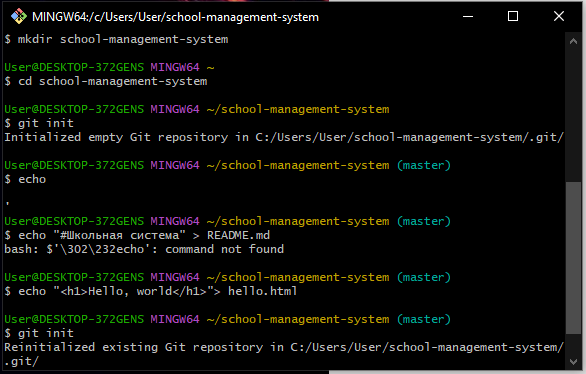 MINGW64:/c/Users/User/school-management-system
$ mkdir school-management-system
User@DESKTOP-372GENS MINGW64 ~
$ cd school-management-system
User@DESKTOP-372GENS MINGW64 ~/school-management-system
$ git init
Initialized empty Git repository in C:/Users/User/school-management-system/.git/
User@DESKTOP-372GENS MINGW64 ~/school-management-system (master)
$ echo
'
User@DESKTOP-372GENS MINGW64 ~/school-management-system (master)
$ echo "#Школьная система" > README.md
bash: $'\302\232echo': command not found
User@DESKTOP-372GENS MINGW64 ~/school-management-system (master)
$ echo "<h1>Hello, world</h1>"> hello.html
User@DESKTOP-372GENS MINGW64 ~/school-management-system (master)
$ git init
Reinitialized existing Git repository in C:/Users/User/school-management-system/
.git/